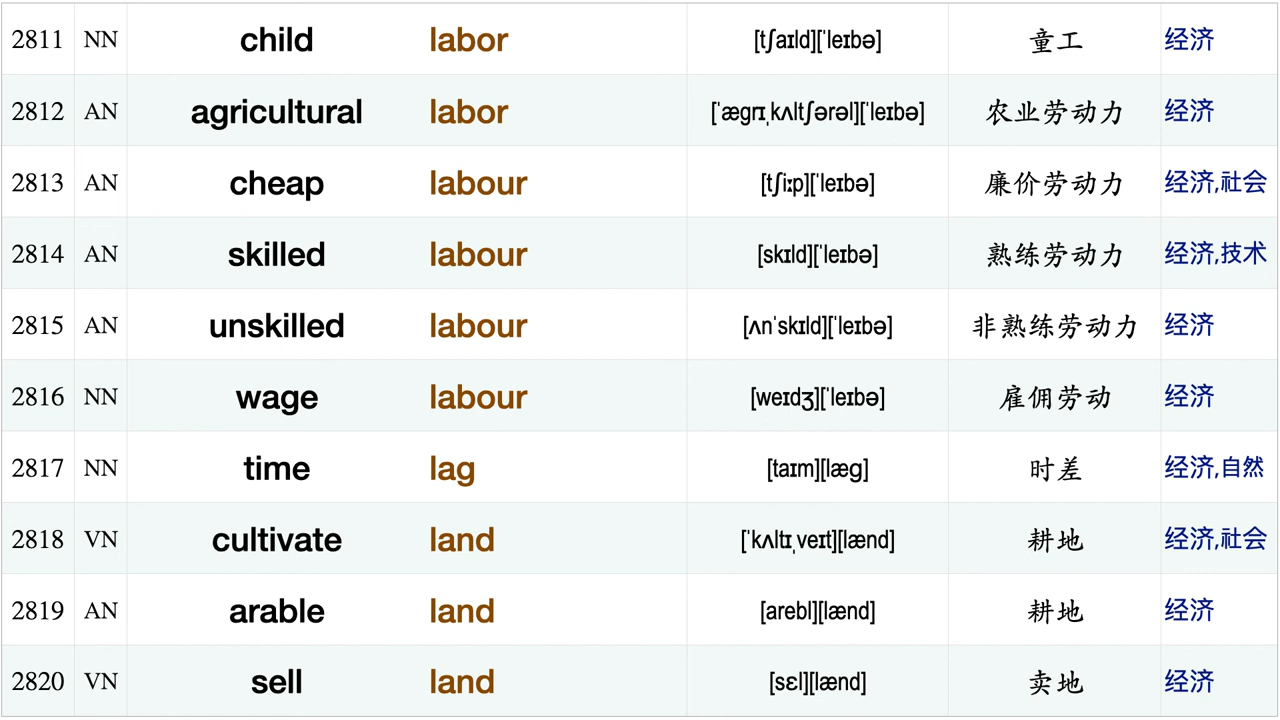 2811 NN child labor [tʃaɪld][ˈleɪbə] 童工 经济
2812 AN agricultural labor [ˈæɡrɪˌkʌltʃərəl][ˈleɪbə] 农业劳动力 经济
2813 AN cheap labour [tʃiːp][ˈleɪbə] 廉价劳动力 经济,社会
2814 AN skilled labour [skɪld][ˈleɪbə] 熟练劳动力 经济,技术
2815 AN unskilled labour [ʌnˈskɪld][ˈleɪbə] 非熟练劳动力 经济
2816 NN wage labour [weɪdʒ][ˈleɪbə] 雇佣劳动 经济
2817 NN time lag [taɪm][læɡ] 时差 经济,自然
2818 VN cultivate land [ˈkʌltɪˌveɪt][lænd] 耕地 经济,社会
2819 AN arable land [arebl][lænd] 耕地 经济
2820 VN sell land [sɛl][lænd] 卖地 经济